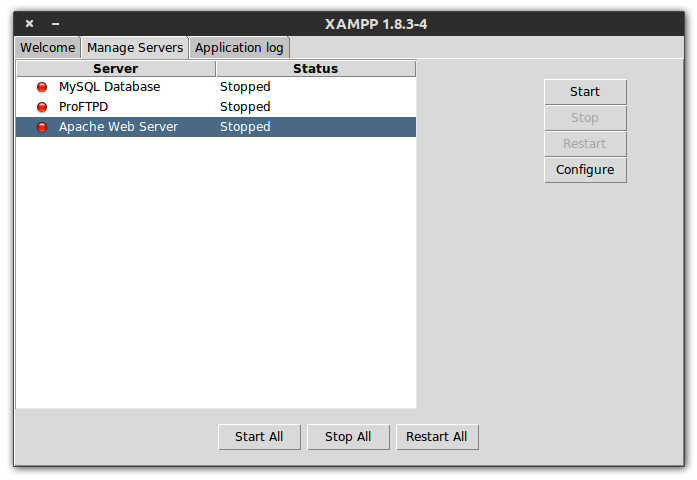 XAMPP 1.8.3-4
Welcome Manage Servers Application log
Server Status
MySQL Database Stopped
ProFTPD Stopped
Apache Web Server Stopped
Start
Stop
Restart
Configure
Start All Stop All Restart All